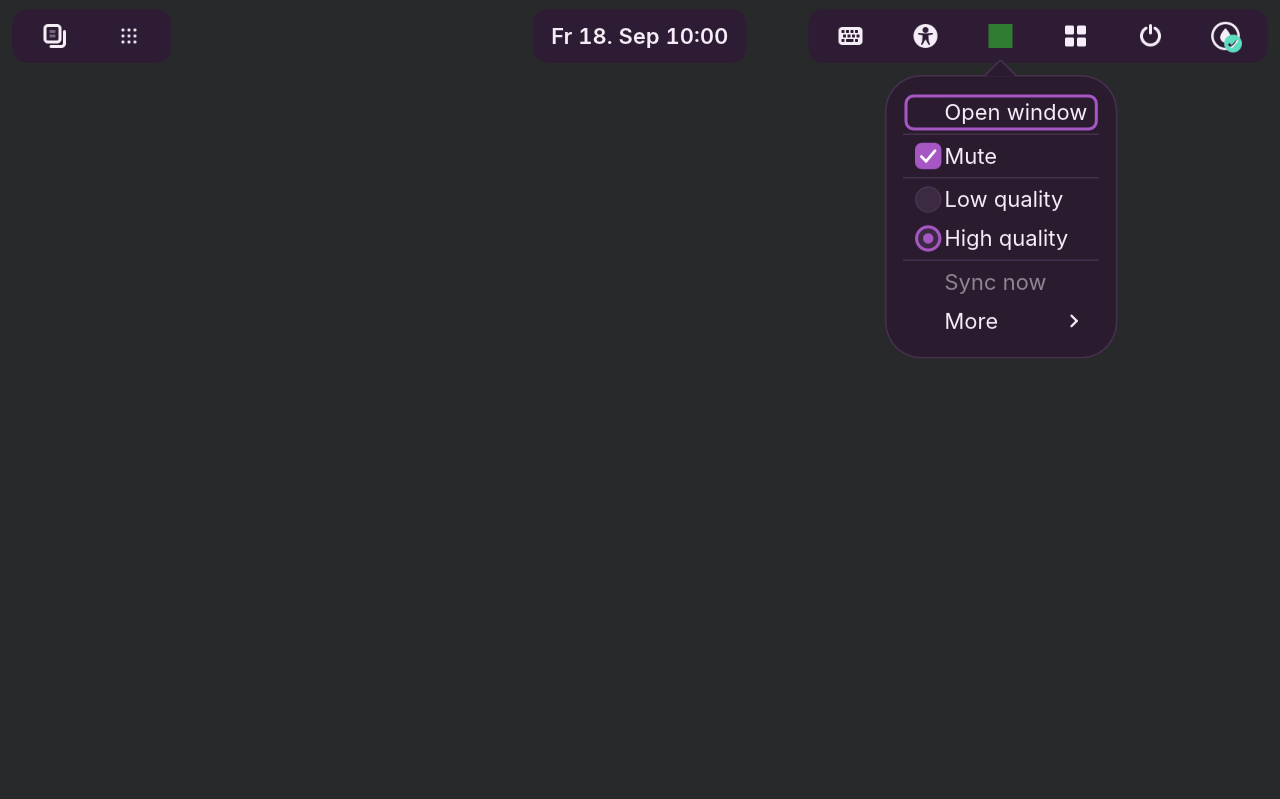 Fr 18. Sep 10:00
Open window
Mute
Low quality
High quality
Sync now
More